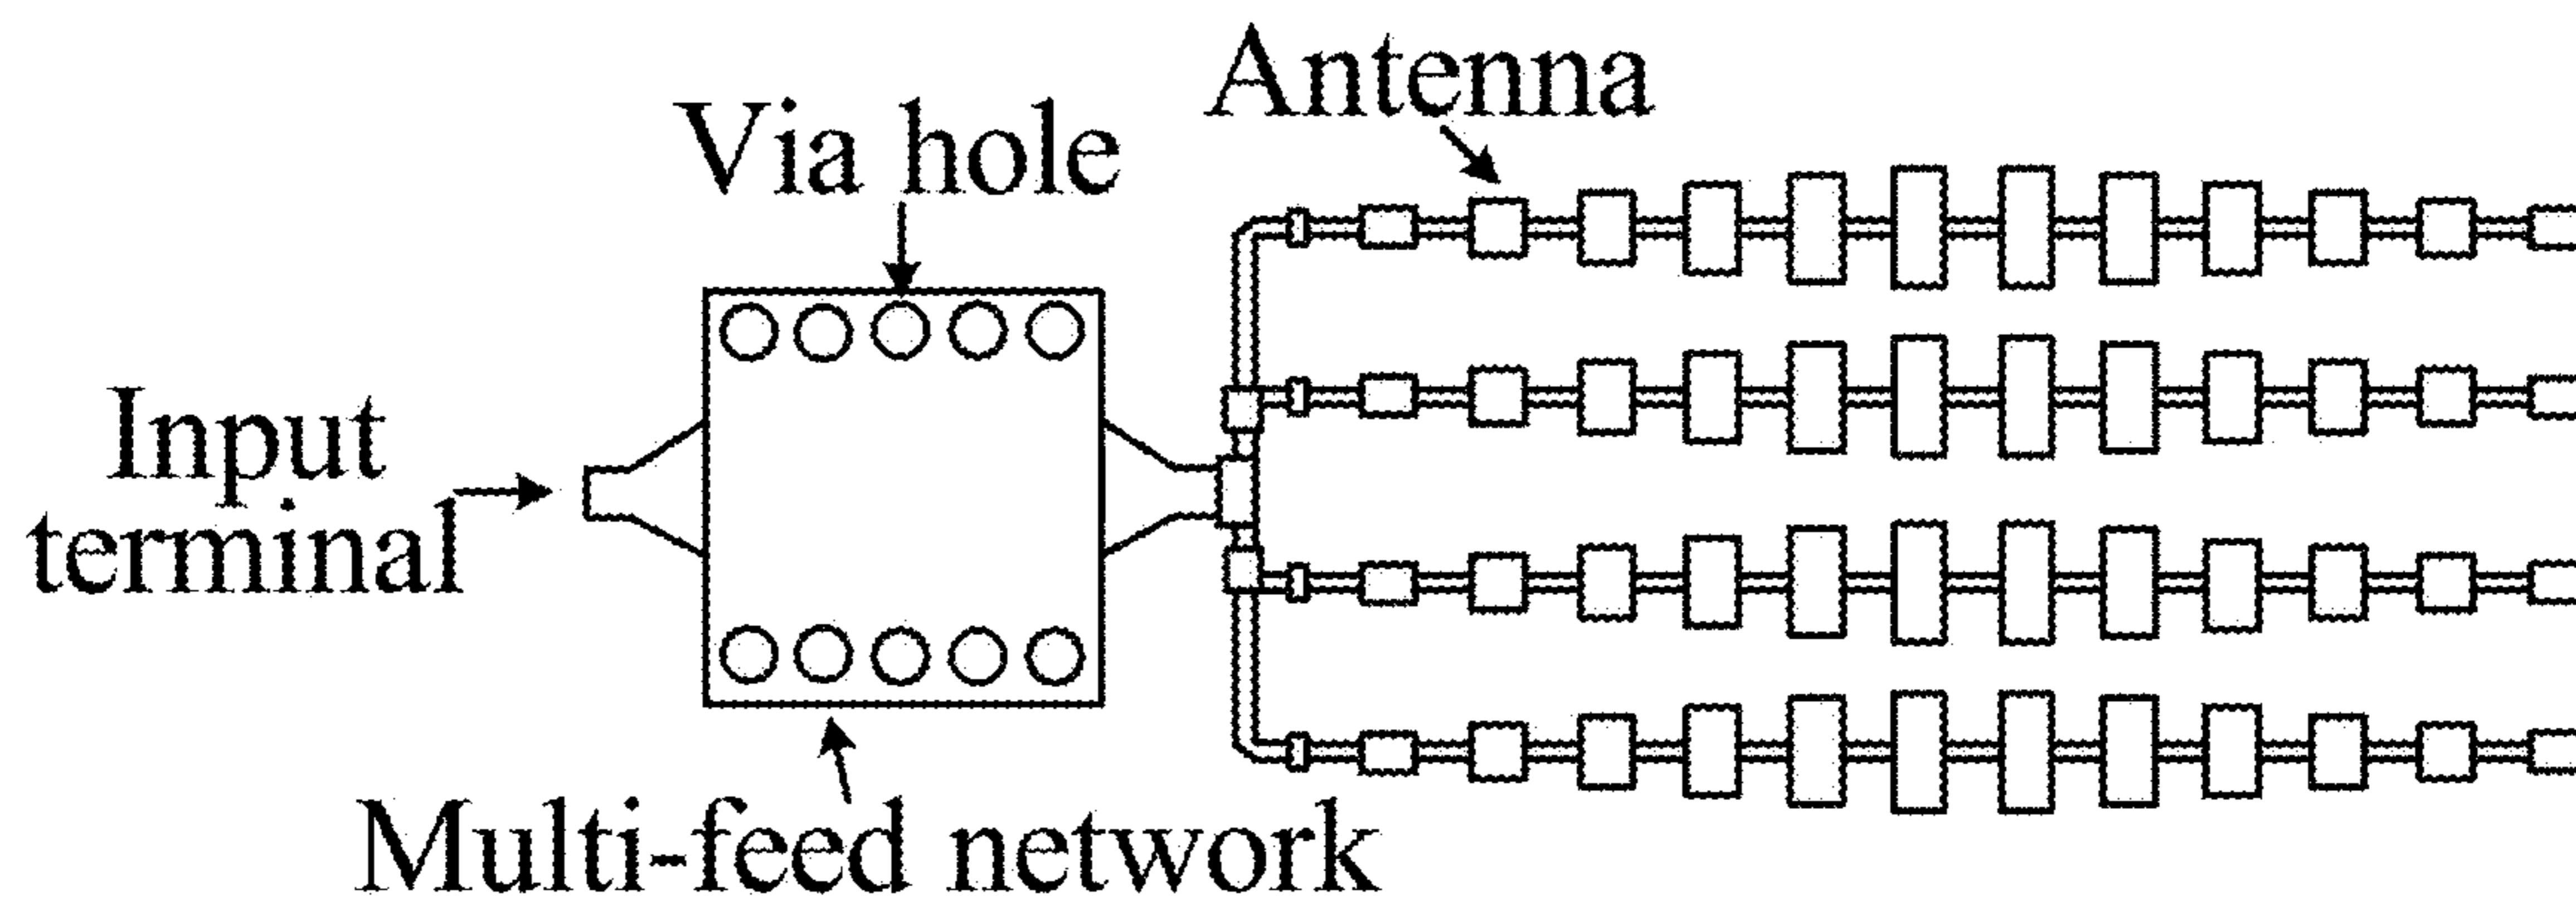 Antenna
Via hole
Input
terminal
Multi-feed network